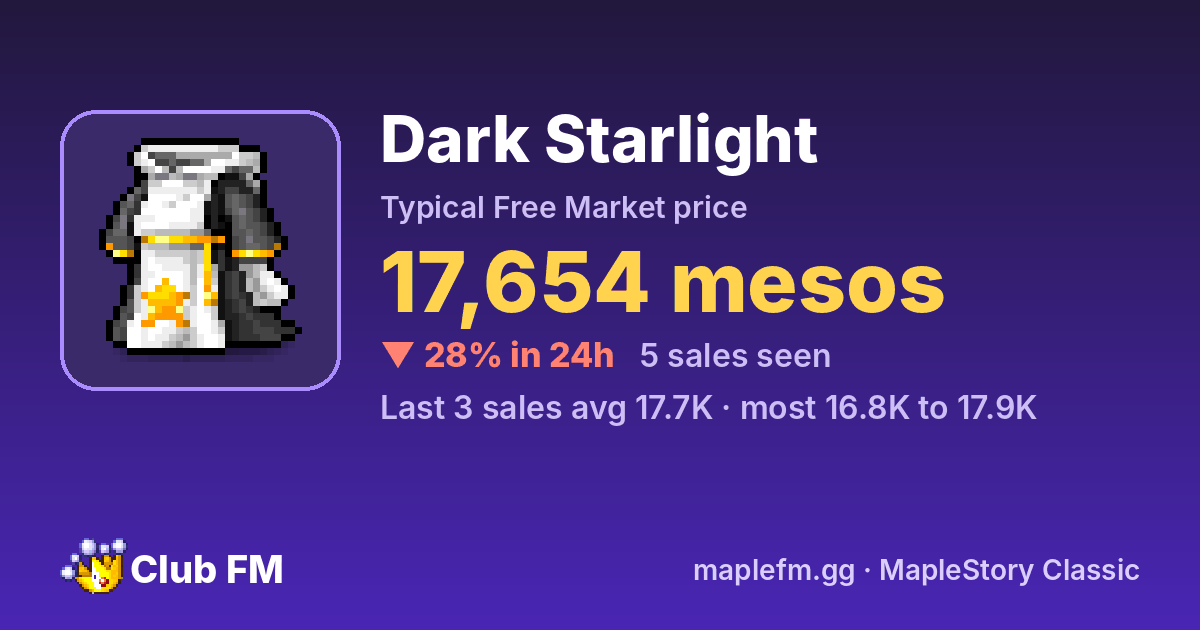 Dark Starlight
Typical Free Market price
17,654 mesos
▼ 28% in 24h 5 sales seen
Last 3 sales avg 17.7K · most 16.8K to 17.9K
Club FM
maplefm.gg · MapleStory Classic